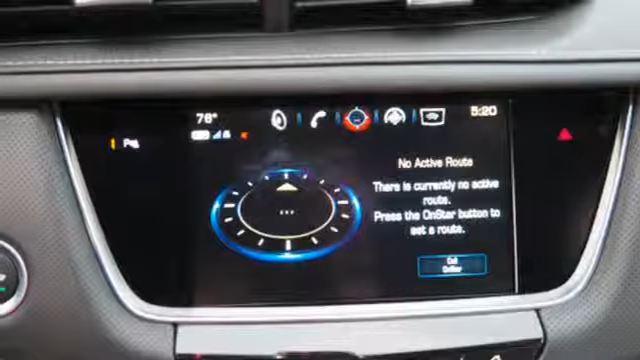 78° 5:20
No Active Route
There is currently no active
route.
Press the OnStar button to
set a route.
Call
OnStar